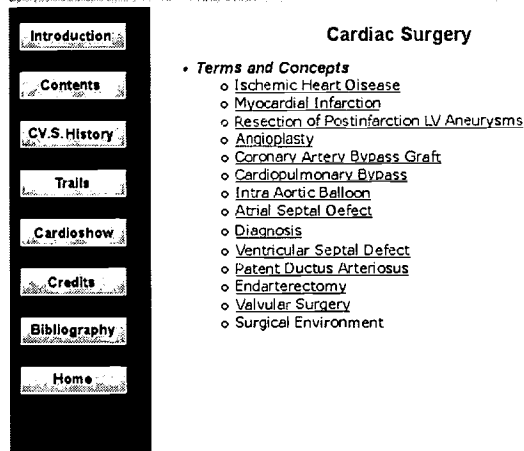 Introduction
Contents
CV.S. History
Trails
Cardioshow
Credits
Bibliography
Home
Cardiac Surgery
• Terms and Concepts
o Ischemic Heart Disease
o Myocardial Infarction
o Resection of Postinfarction LV Aneurysms
o Angioplasty
o Coronary Artery Bypass Graft
o Cardiopulmonary Bypass
o Intra Aortic Balloon
o Atrial Septal Defect
o Diagnosis
o Ventricular Septal Defect
o Patent Ductus Arteriosus
o Endarterectomy
o Valvular Surgery
o Surgical Environment